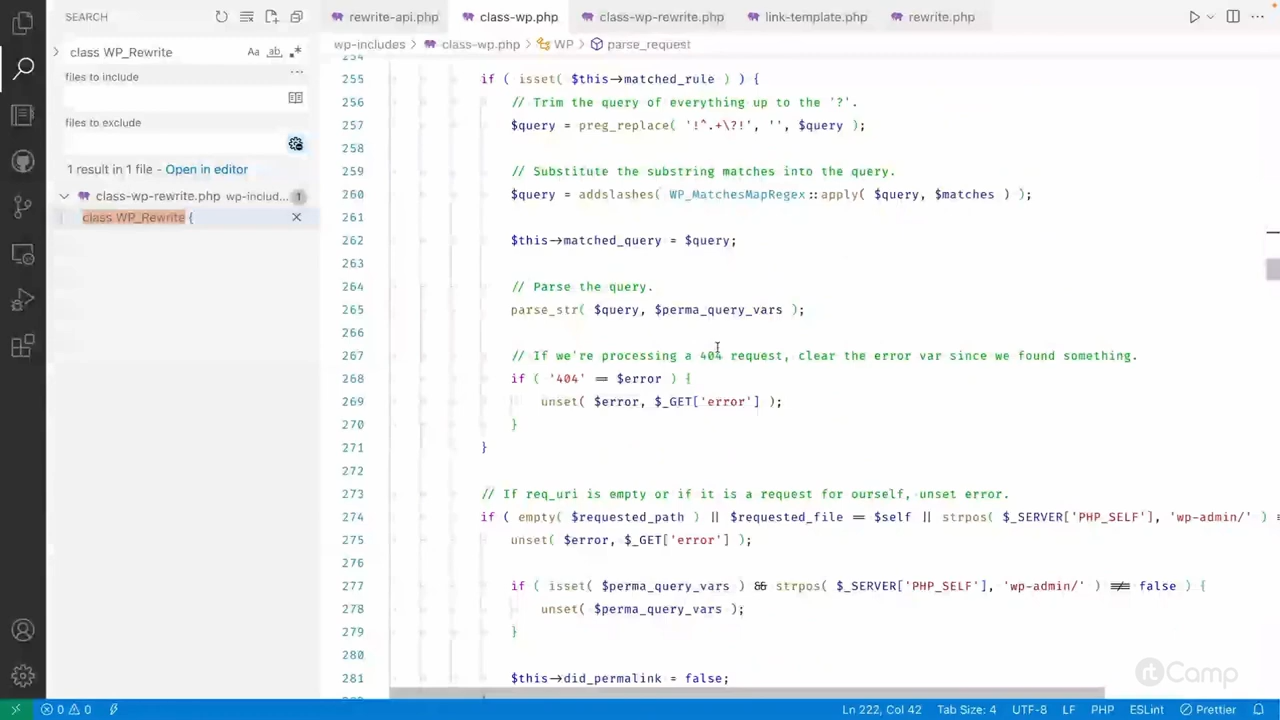 SEARCH
rewrite-api.php
class-wp.php
class-wp-rewrite.php
link-template.php
rewrite.php
class WP_Rewrite
Aa ab .*
files to include
files to exclude
1 result in 1 file - Open in editor
class-wp-rewrite.php wp-includ... 1
class WP_Rewrite {
wp-includes > class-wp.php > WP > parse_request
254
255 if ( isset( $this->matched_rule ) ) {
256 // Trim the query of everything up to the '?'.
257 $query = preg_replace( '!^.+\?!', '', $query );
258
259 // Substitute the substring matches into the query.
260 $query = addslashes( WP_MatchesMapRegex::apply( $query, $matches ) );
261
262 $this->matched_query = $query;
263
264 // Parse the query.
265 parse_str( $query, $perma_query_vars );
266
267 // If we're processing a 404 request, clear the error var since we found something.
268 if ( '404' == $error ) {
269 unset( $error, $_GET['error'] );
270 }
271 }
272
273 // If req_uri is empty or if it is a request for ourself, unset error.
274 if ( empty( $requested_path ) || $requested_file == $self || strpos( $_SERVER['PHP_SELF'], 'wp-admin/' )
275 unset( $error, $_GET['error'] );
276
277 if ( isset( $perma_query_vars ) && strpos( $_SERVER['PHP_SELF'], 'wp-admin/' ) !== false ) {
278 unset( $perma_query_vars );
279 }
280
281 $this->did_permalink = false;
rtCamp
0 0
Ln 222, Col 42
Tab Size: 4
UTF-8
LF
PHP
ESLint
Prettier